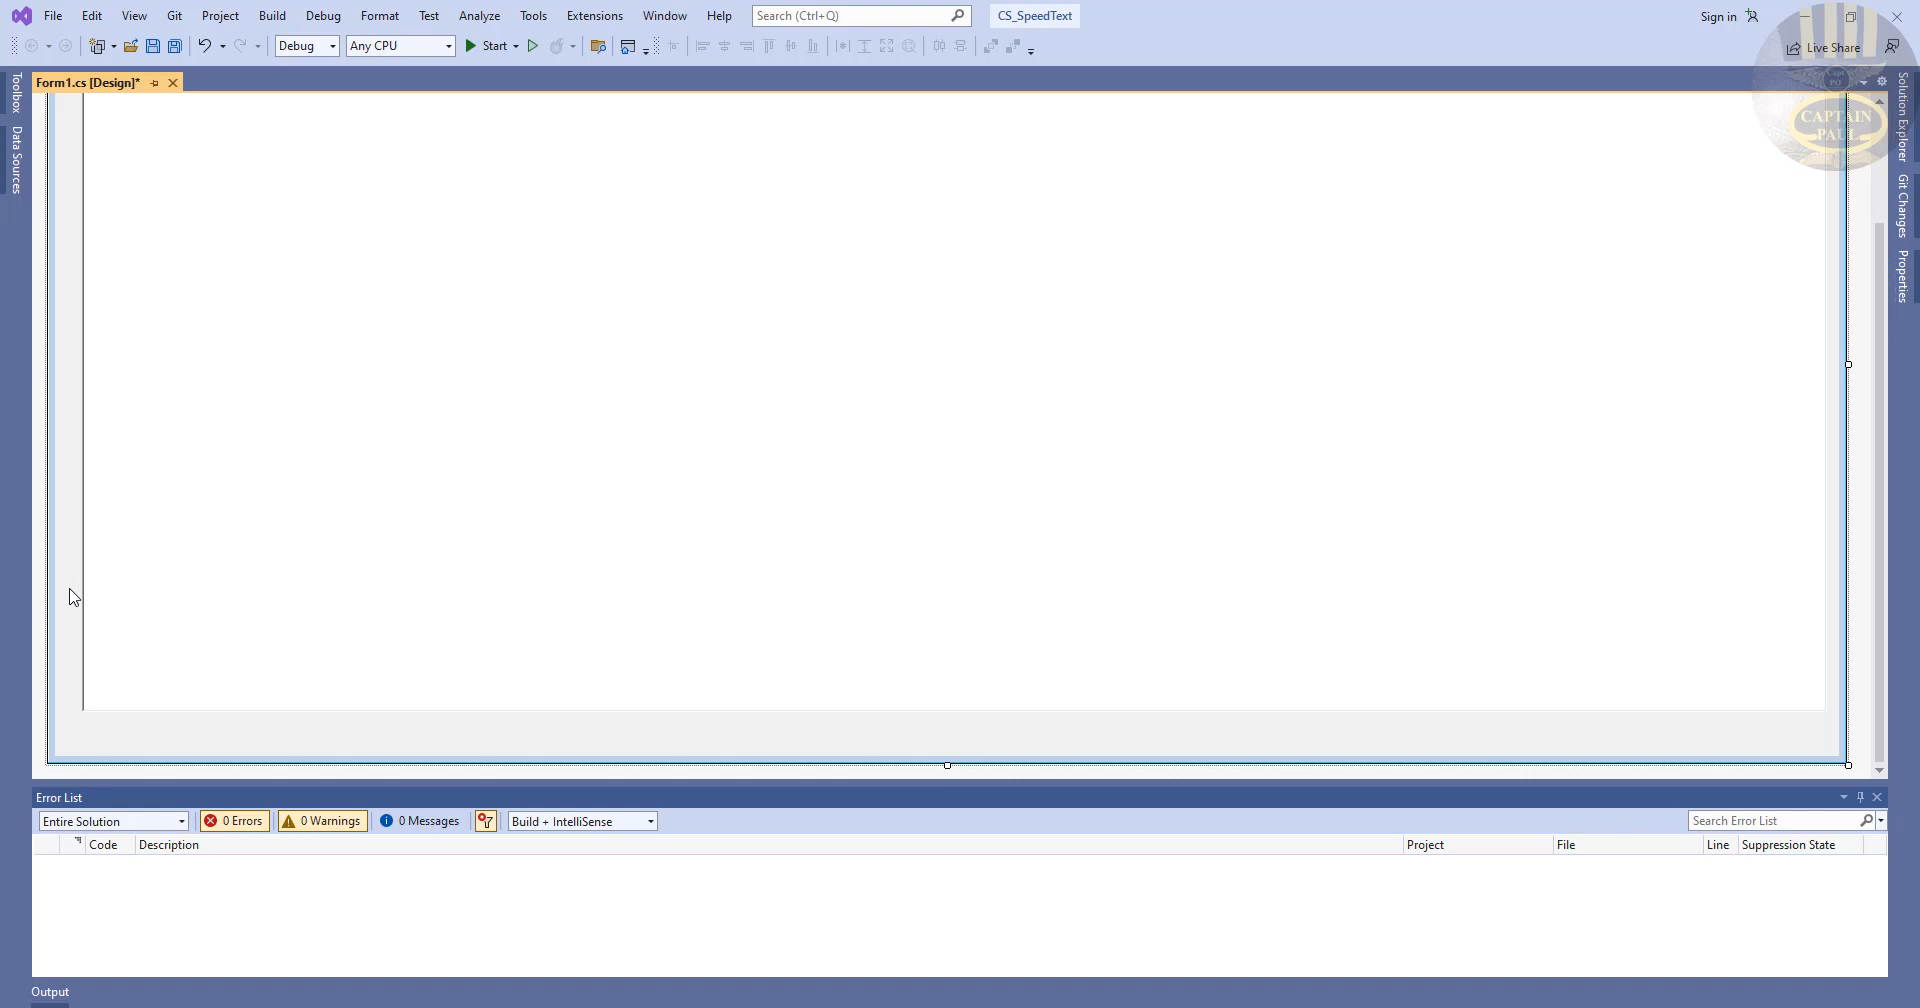 File Edit View Git Project Build Debug Format Test Analyze Tools Extensions Window Help Search (Ctrl+Q) CS_SpeedText Sign in
Debug Any CPU Start Live Share
Form1.cs [Design]*
Toolbox
Data Sources
Solution Explorer
Git Changes
Properties
Capt
PO
CAPTAIN
PAUL
Error List
Entire Solution 0 Errors 0 Warnings 0 Messages Build + IntelliSense Search Error List
Code Description Project File Line Suppression State
Output